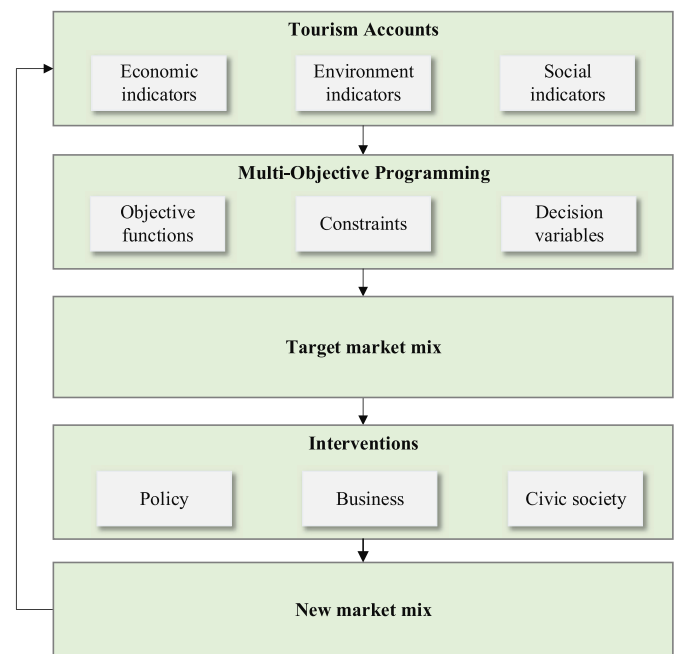 Tourism Accounts
Economic
indicators
Environment
indicators
Social
indicators
Multi-Objective Programming
Objective
functions
Constraints
Decision
variables
Target market mix
Interventions
Policy
Business
Civic society
New market mix